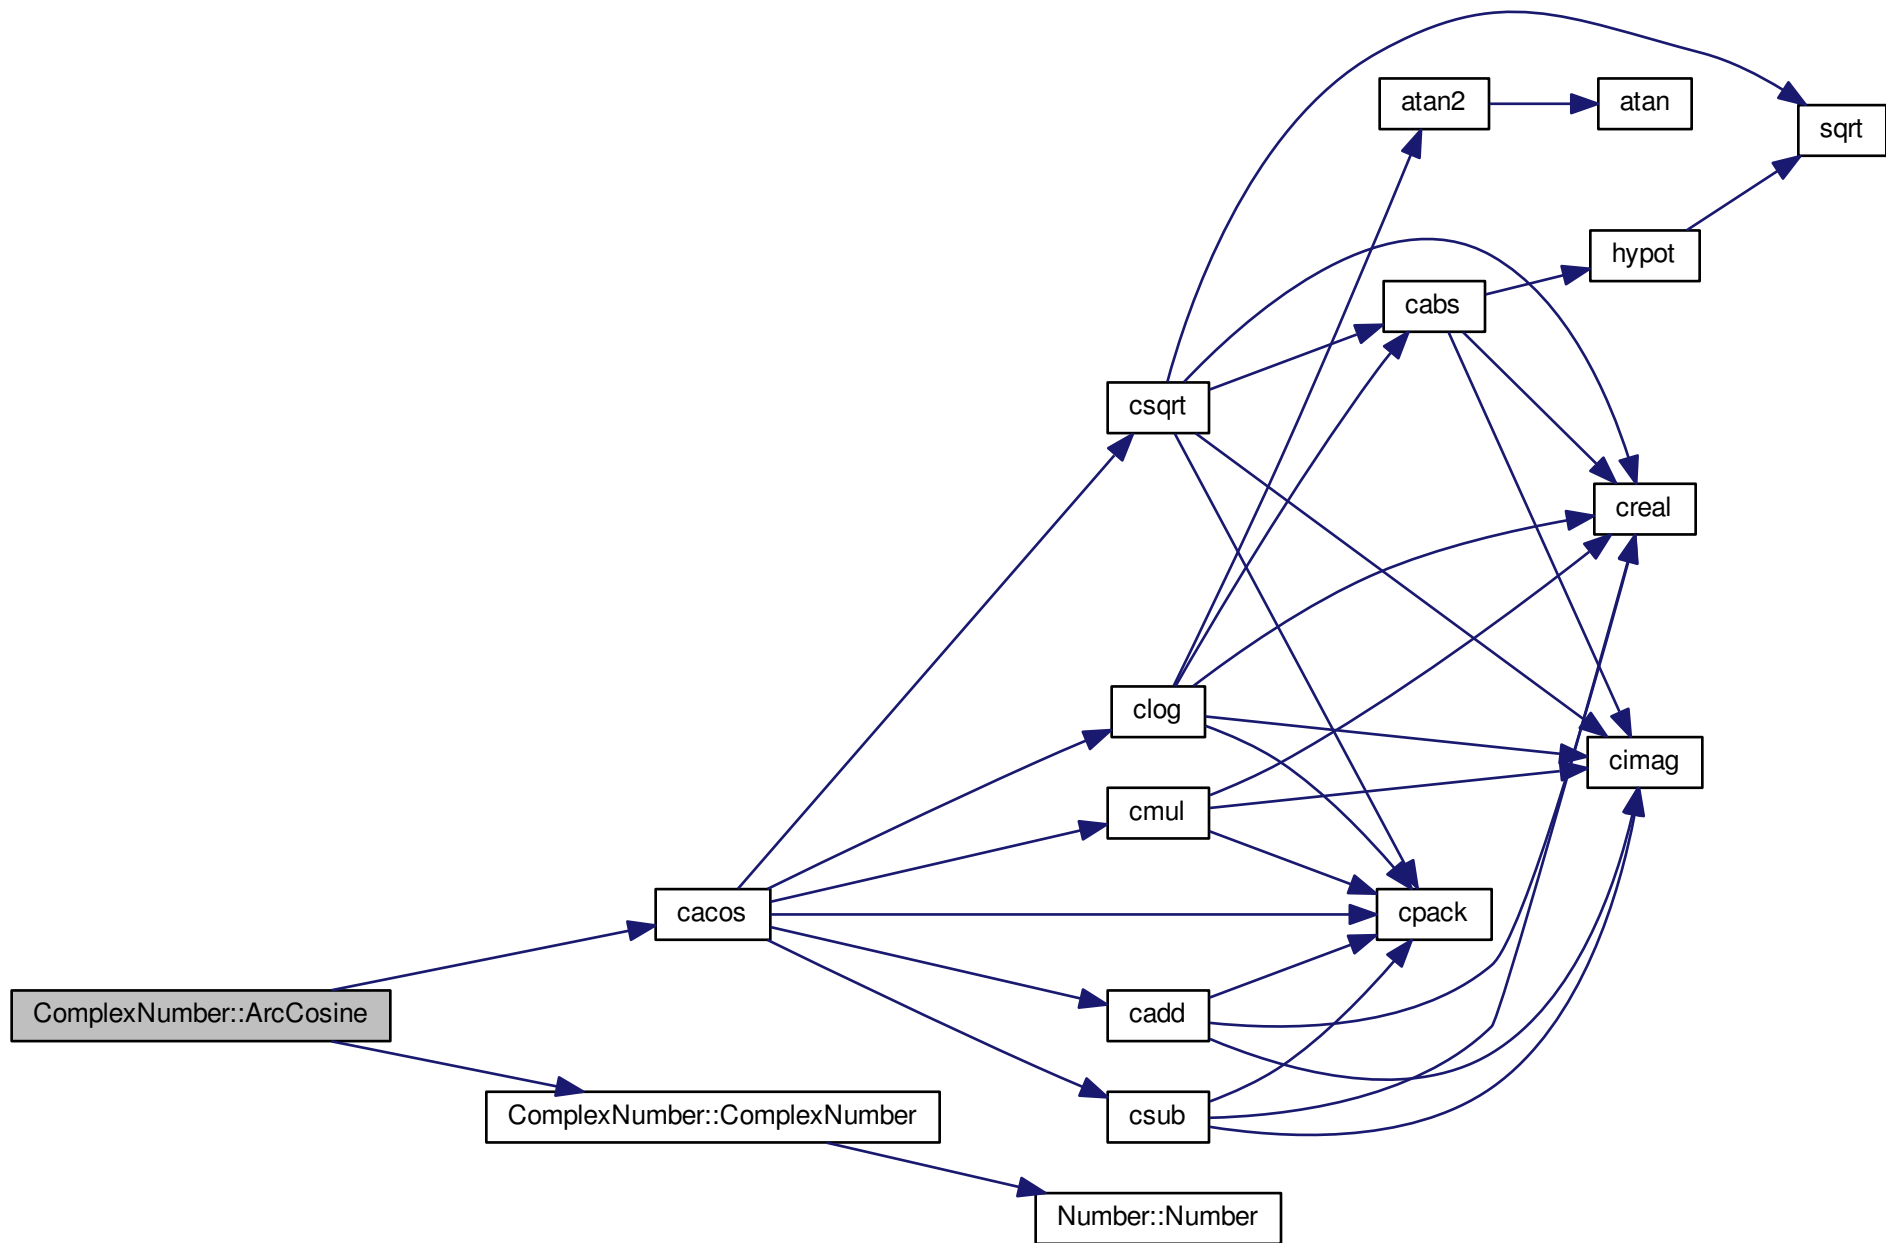 atan2
atan
sqrt
hypot
cabs
csqrt
creal
clog
cimag
cmul
cacos
cpack
ComplexNumber::ArcCosine
cadd
ComplexNumber::ComplexNumber
csub
Number::Number